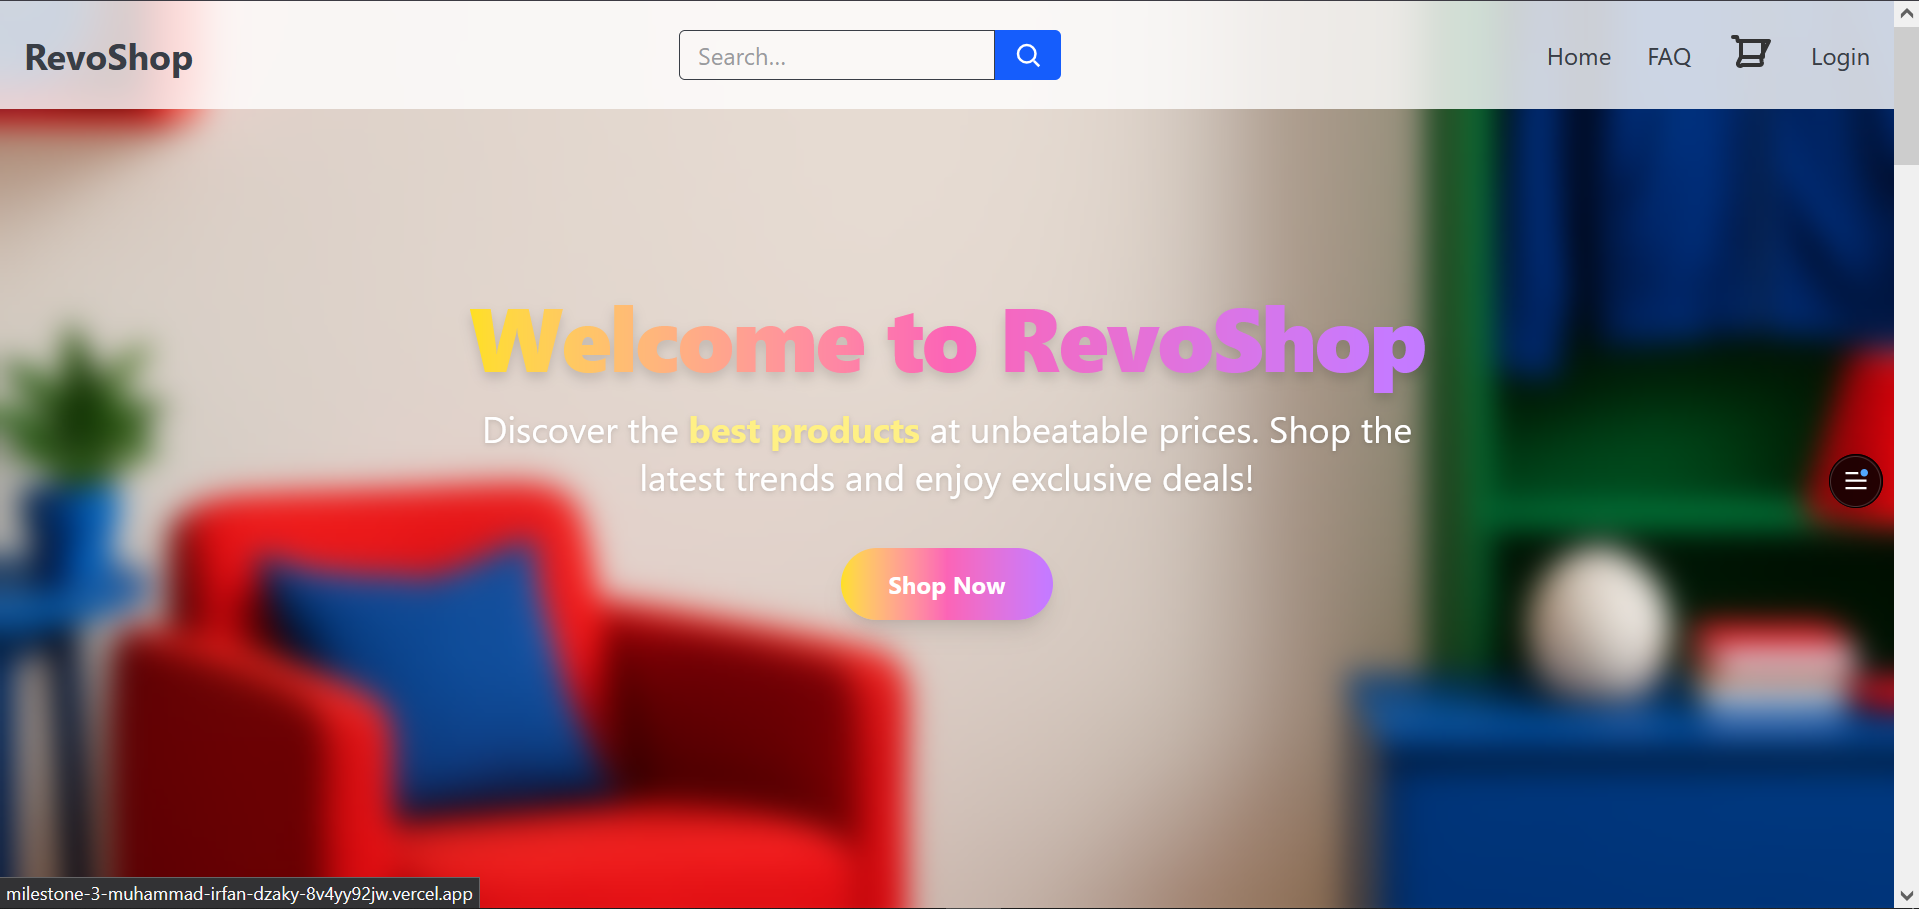 RevoShop
Search...
Home
FAQ
Login
Welcome to RevoShop
Discover the best products at unbeatable prices. Shop the
latest trends and enjoy exclusive deals!
Shop Now
milestone-3-muhammad-irfan-dzaky-8v4yy92jw.vercel.app